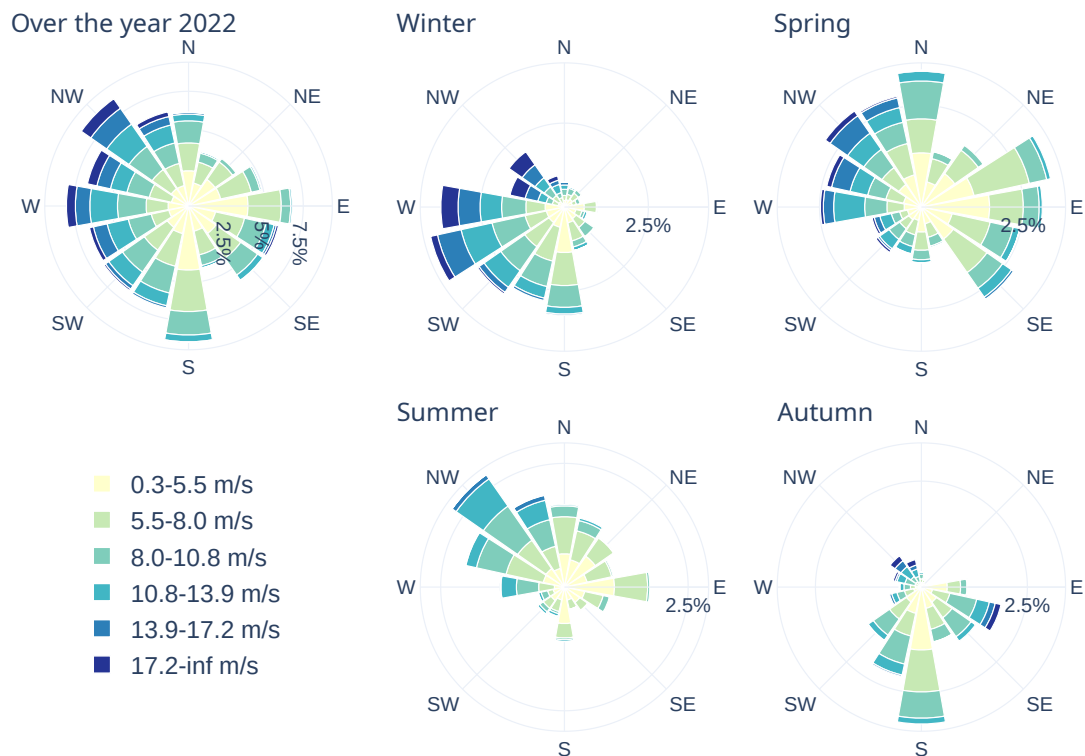 Over the year 2022
N
NE
E
SE
S
SW
W
NW
2.5%
5%
7.5%
Winter
N
NE
E
SE
S
SW
W
NW
2.5%
Spring
N
NE
E
SE
S
SW
W
NW
2.5%
Summer
N
NE
E
SE
S
SW
W
NW
2.5%
Autumn
N
NE
E
SE
S
SW
W
NW
2.5%
0.3-5.5 m/s
5.5-8.0 m/s
8.0-10.8 m/s
10.8-13.9 m/s
13.9-17.2 m/s
17.2-inf m/s